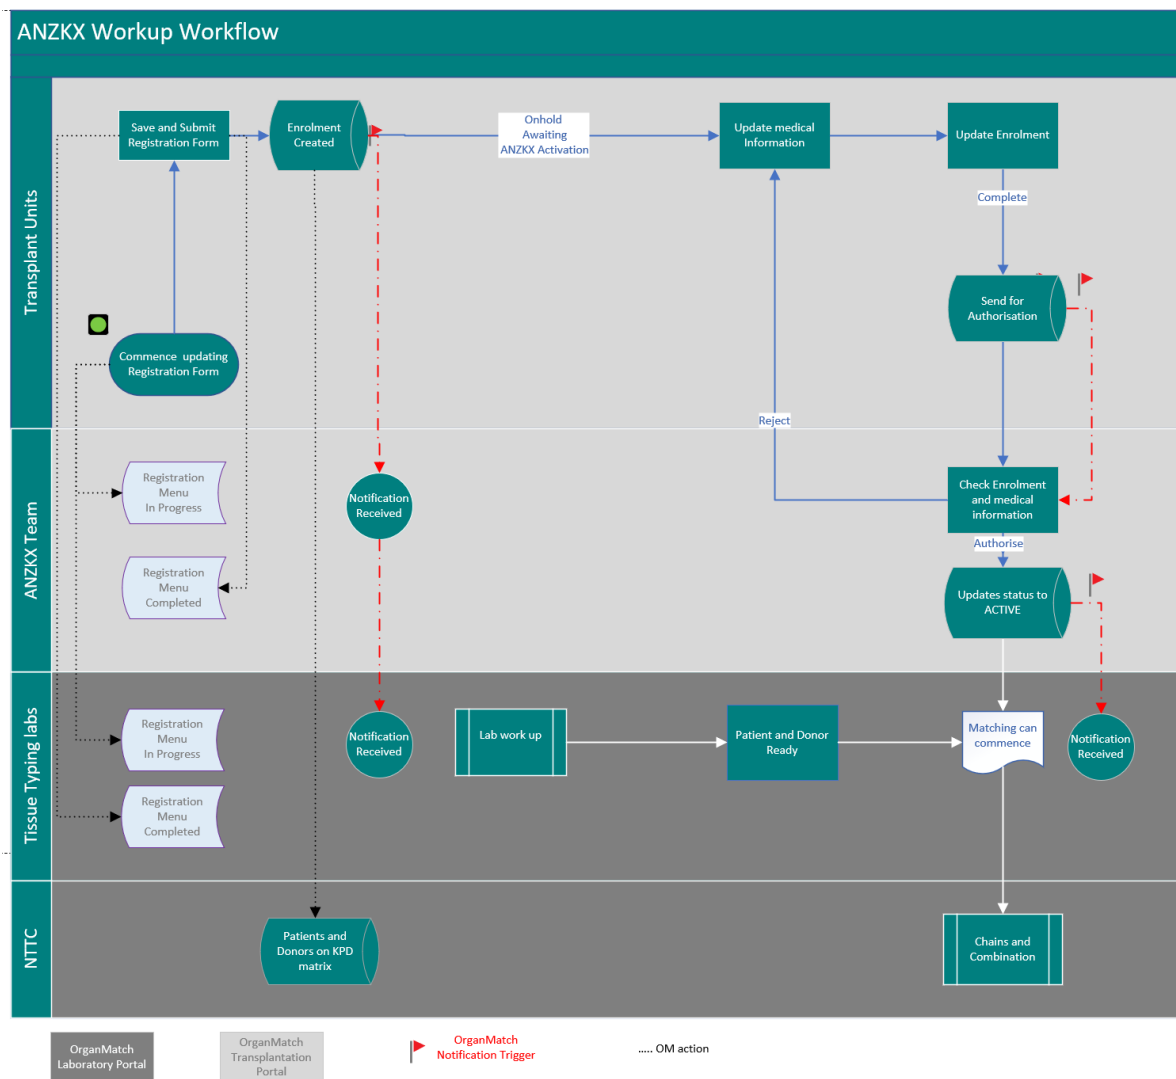 ANZKX Workup Workflow
Transplant Units
Save and Submit
Registration Form
Enrolment
Created
Onhold
Awaiting
ANZKX Activation
Update medical
Information
Update Enrolment
Complete
Send for
Authorisation
Commence  updating
Registration Form
Reject
ANZKX Team
Registration
Menu
In Progress
Notification
Received
Check Enrolment
and medical
information
Authorise
Registration
Menu
Completed
Updates status to
ACTIVE
Tissue Typing labs
Registration
Menu
In Progress
Notification
Received
Lab work up
Patient and Donor
Ready
Matching can
commence
Notification
Received
Registration
Menu
Completed
NTTC
Patients and
Donors on KPD
matrix
Chains and
Combination
OrganMatch
Laboratory Portal
OrganMatch
Transplantation
Portal
OrganMatch
Notification Trigger
..... OM action